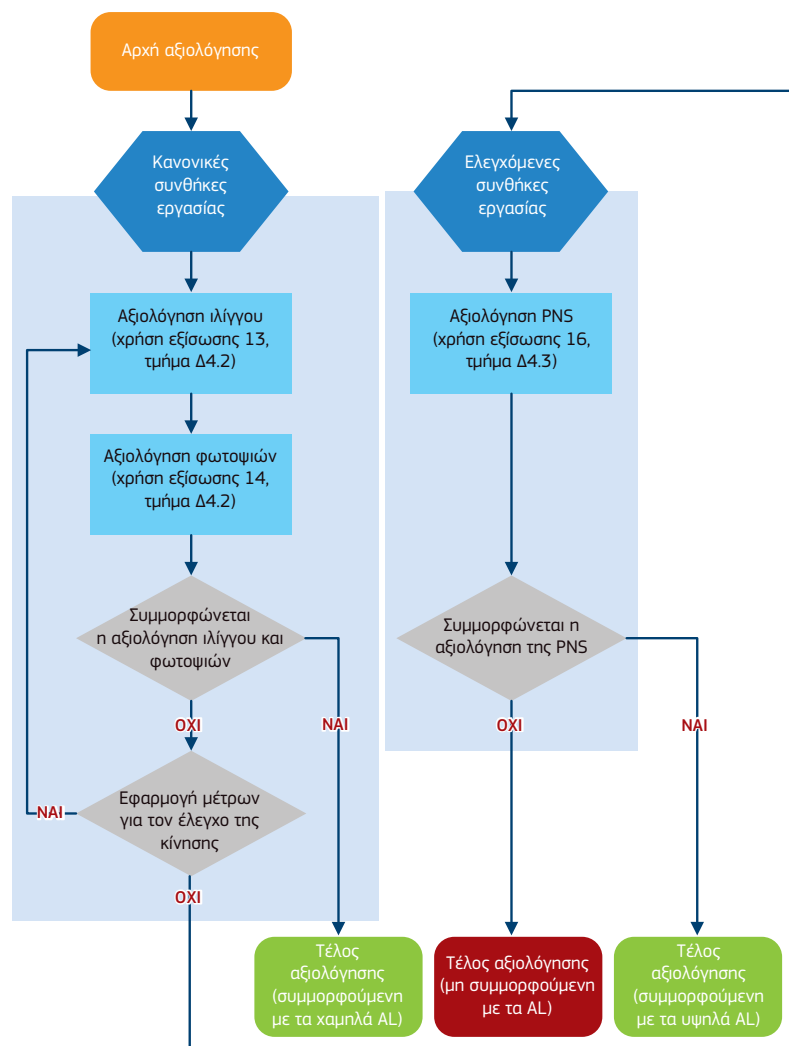 Αρχή αξιολόγησης
Κανονικές
συνθήκες
εργασίας
Αξιολόγηση ιλίγγου
(χρήση εξίσωσης 13,
τμήμα Δ4.2)
Αξιολόγηση φωτοψιών
(χρήση εξίσωσης 14,
τμήμα Δ4.2)
Συμμορφώνεται
η αξιολόγηση ιλίγγου και
φωτοψιών
ΟΧΙ
ΝΑΙ
Εφαρμογή μέτρων
για τον έλεγχο της
κίνησης
ΝΑΙ
ΟΧΙ
Τέλος
αξιολόγησης
(συμμορφούμενη
με τα χαμηλά AL)
Ελεγχόμενες
συνθήκες
εργασίας
Αξιολόγηση PNS
(χρήση εξίσωσης 16,
τμήμα Δ4.3)
Συμμορφώνεται η
αξιολόγηση της PNS
ΟΧΙ
ΝΑΙ
Τέλος αξιολόγησης
(μη συμμορφούμενη
με τα AL)
Τέλος
αξιολόγησης
(συμμορφούμενη
με τα υψηλά AL)